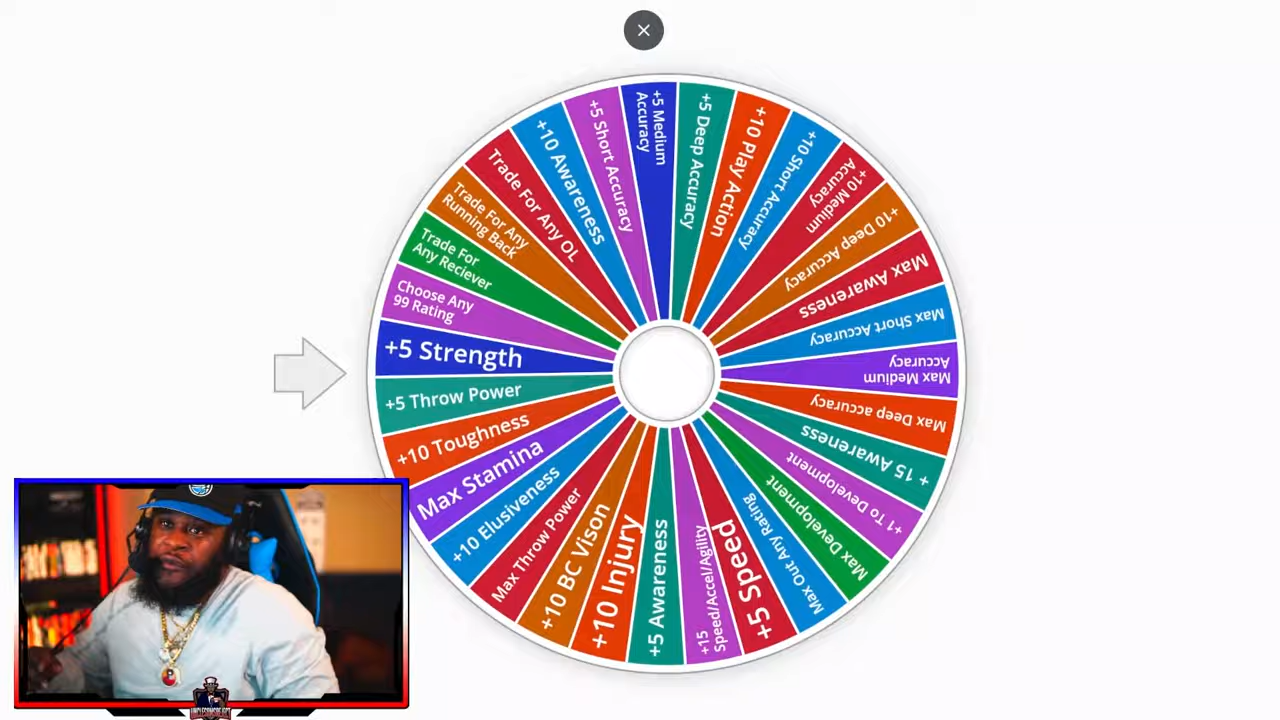 +5 Medium
Accuracy
+5 Deep Accuracy
+10 Play Action
+10 Short Accuracy
+10 Medium
Accuracy
+10 Deep Accuracy
Max Awareness
Max Short Accuracy
Max Medium
Accuracy
Max Deep accuracy
+ 15 Awareness
+1 To Development
Max Development
Max Out Any Rating
+5 Speed
+15
Speed/Accel/Agility
+5 Awareness
+10 Injury
+10 BC Vison
Max Throw Power
+10 Elusiveness
Max Stamina
+10 Toughness
+5 Throw Power
+5 Strength
Choose Any
99 Rating
Trade For
Any Reciever
Trade For Any
Running Back
Trade For Any OL
+10 Awareness
+5 Short Accuracy
UNCLESAMSREJECT